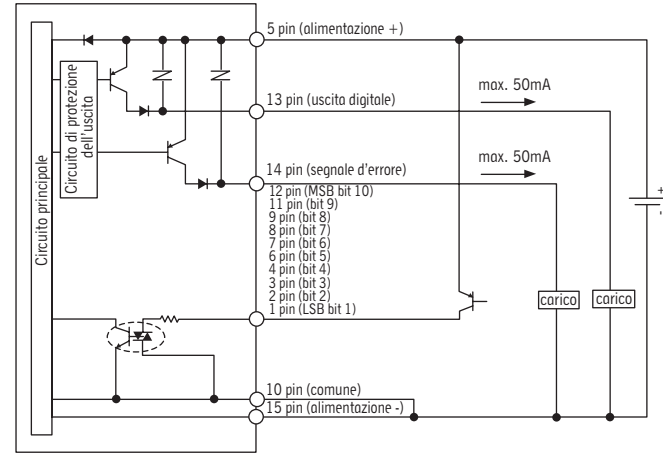 5 pin (alimentazione +)
13 pin (uscita digitale)
max. 50mA
14 pin (segnale d'errore)
max. 50mA
12 pin (MSB bit 10)
11 pin (bit 9)
9 pin (bit 8)
8 pin (bit 7)
7 pin (bit 6)
6 pin (bit 5)
4 pin (bit 4)
3 pin (bit 3)
2 pin (bit 2)
1 pin (LSB bit 1)
10 pin (comune)
15 pin (alimentazione -)
Circuito principale
Circuito di protezione
dell'uscita
carico
carico
+
-